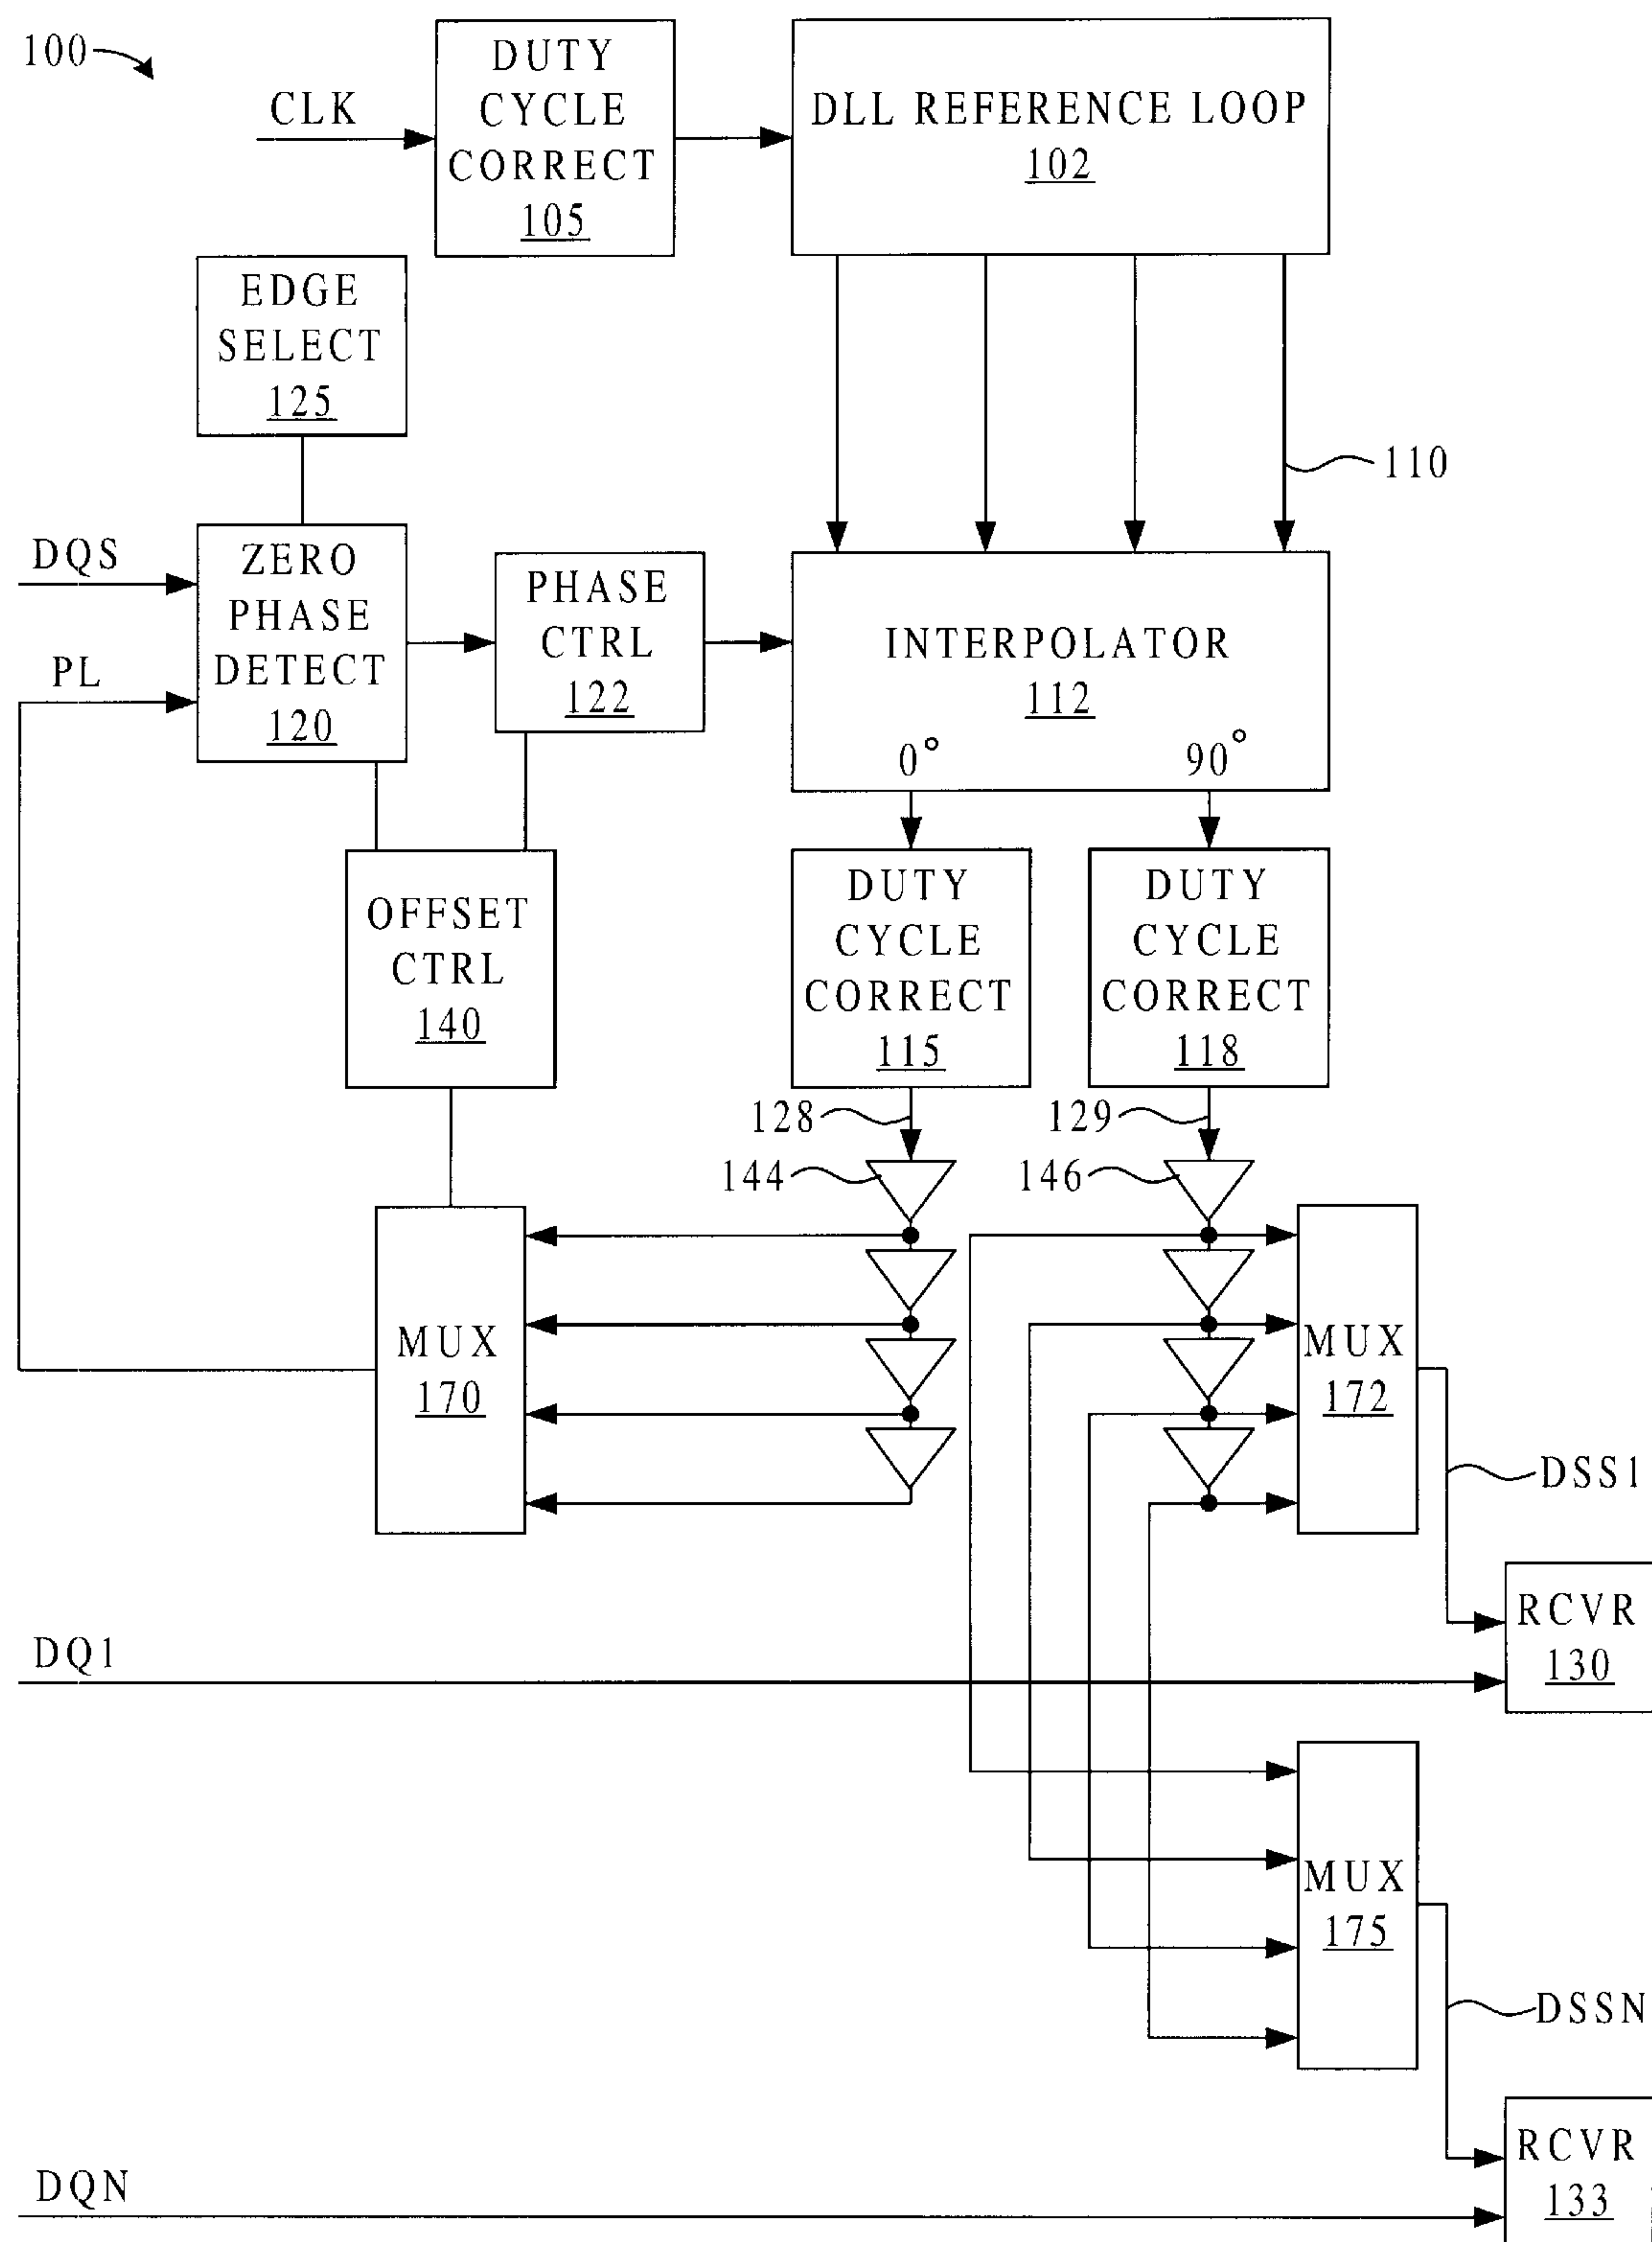 100
CLK
DUTY
CYCLE
CORRECT
105
DLL REFERENCE LOOP
102
EDGE
SELECT
125
110
DQS
PL
ZERO
PHASE
DETECT
120
PHASE
CTRL
122
INTERPOLATOR
112
0°
90°
OFFSET
CTRL
140
DUTY
CYCLE
CORRECT
115
DUTY
CYCLE
CORRECT
118
128
129
144
146
MUX
170
MUX
172
DSS1
RCVR
130
DQ1
MUX
175
DSSN
RCVR
133
DQN